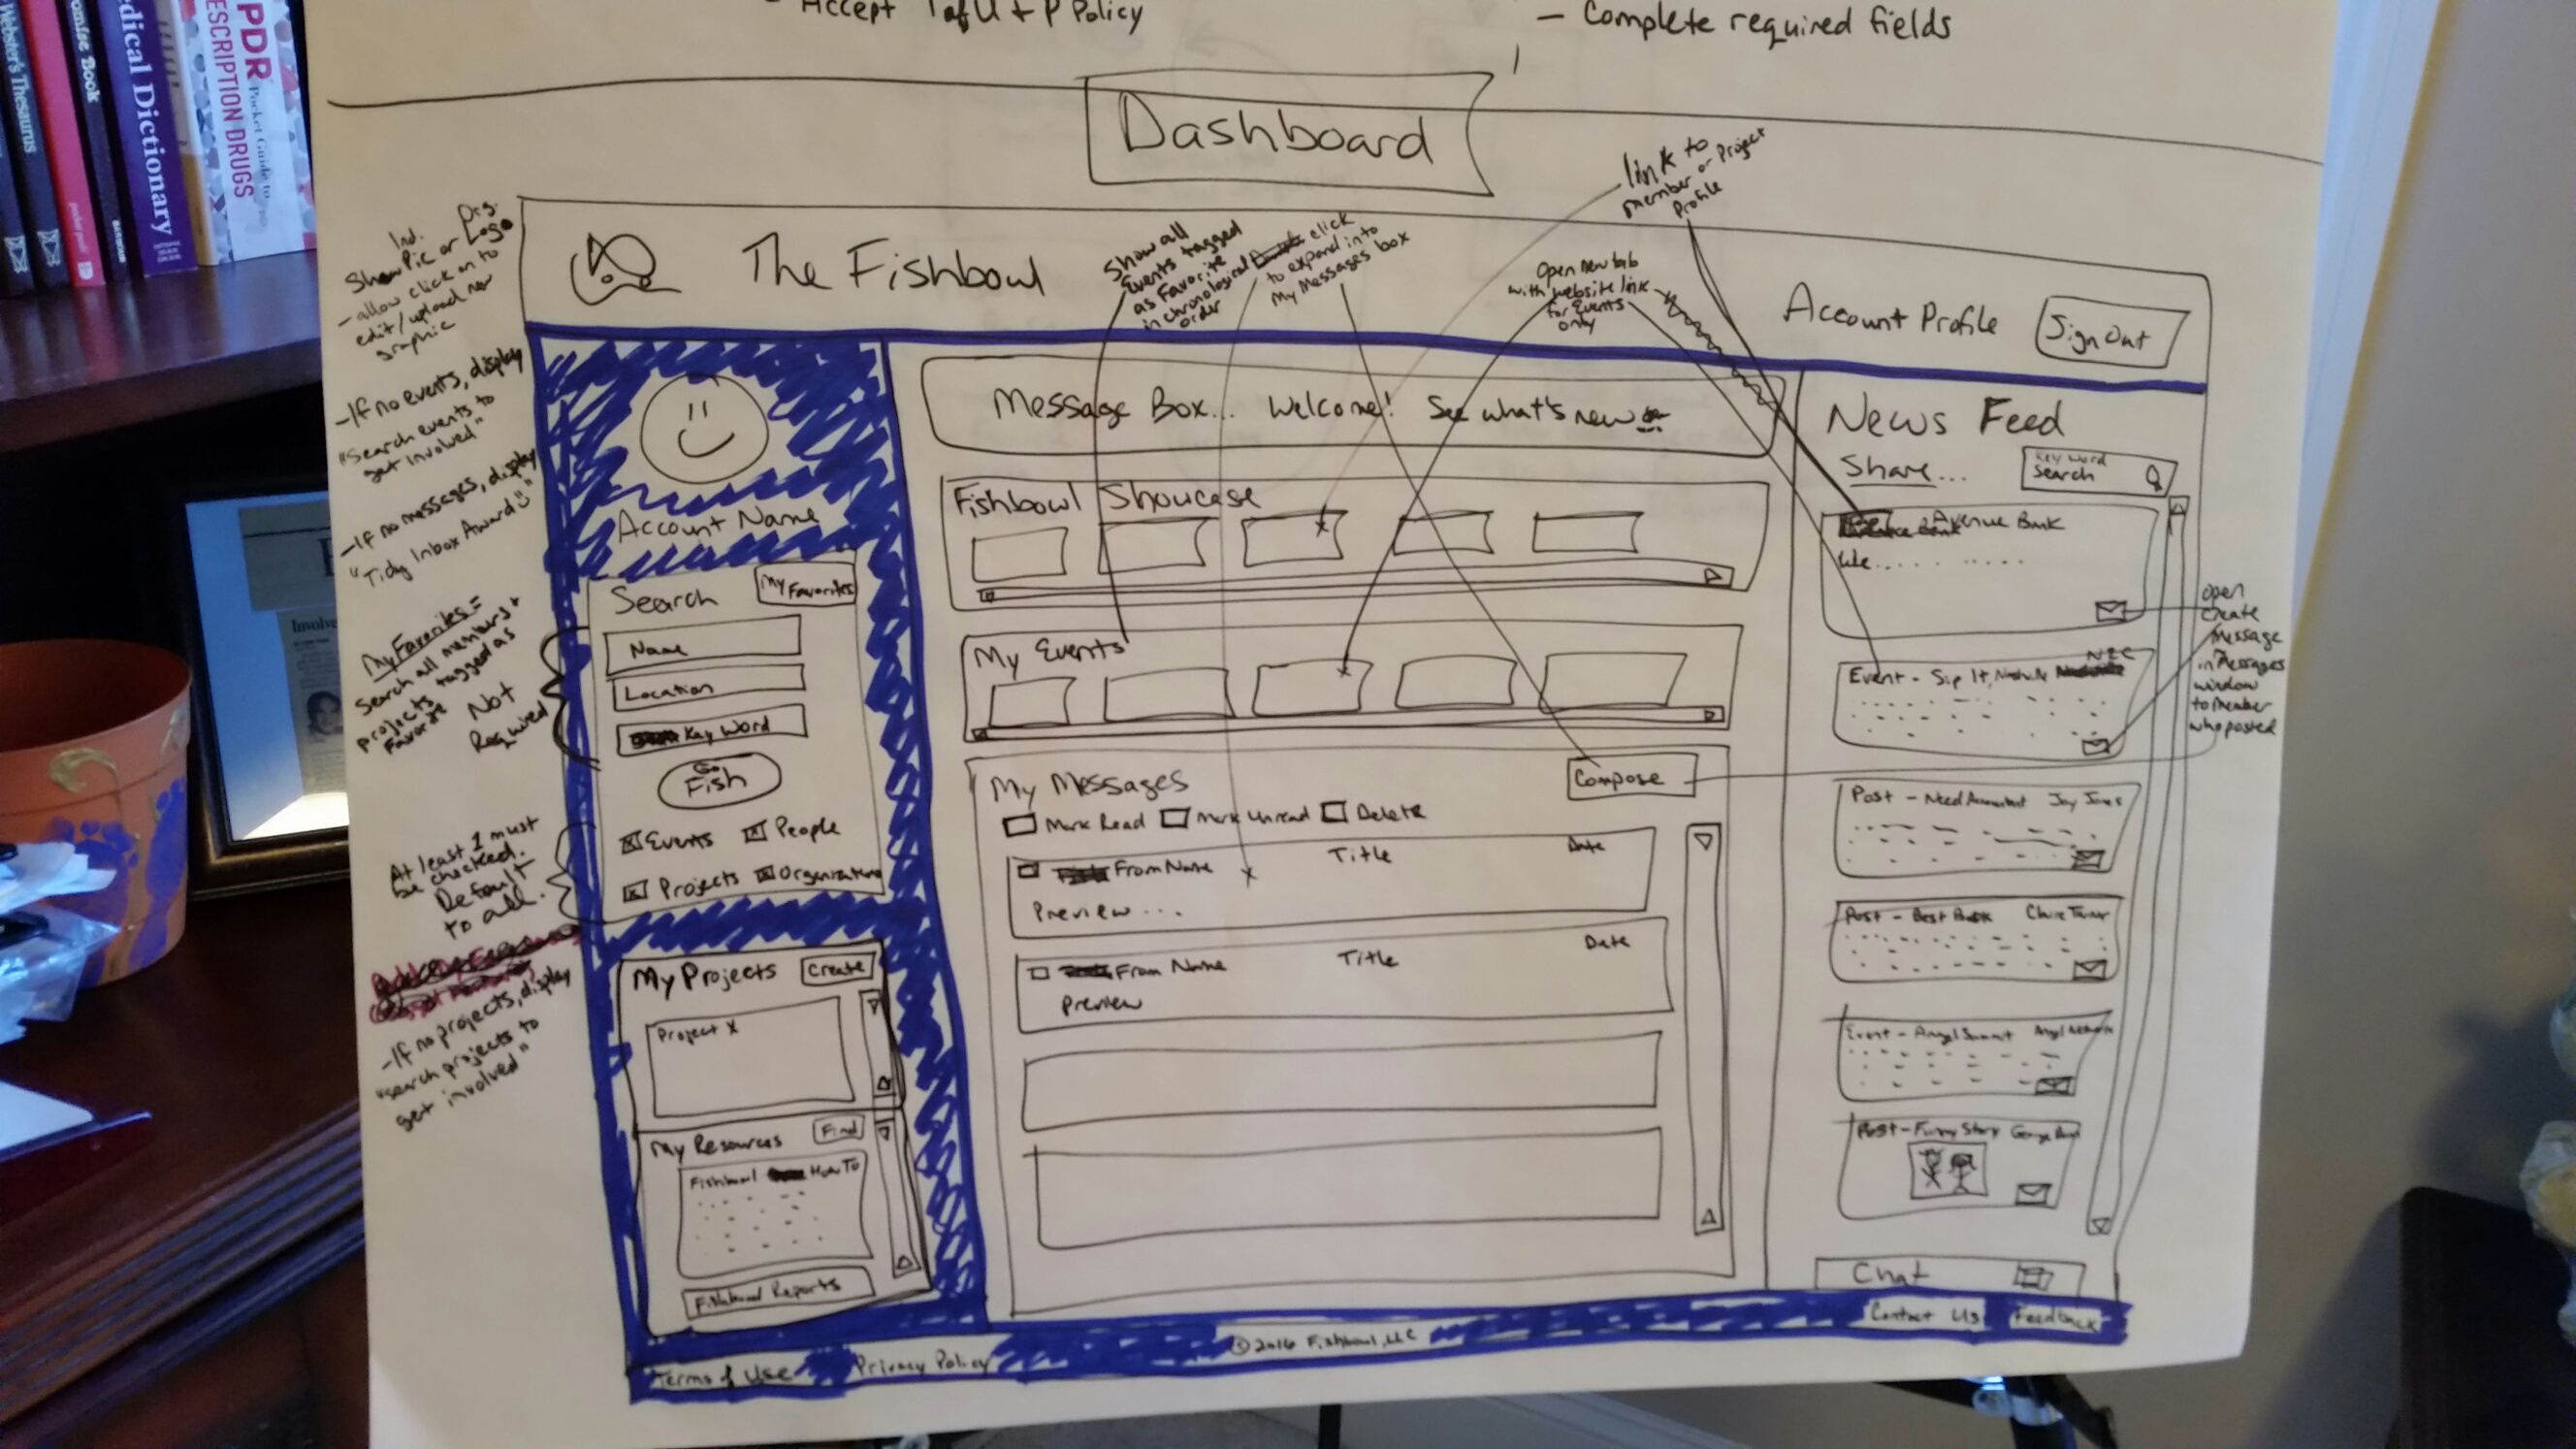 Webster's Thesaurus
Promise Book
Medical Dictionary
PDR Pocket Guide to
PRESCRIPTION DRUGS
Involve
- Accept T of U + P Policy
- Complete required fields
Dashboard
Ind.
Org.
Show Pic or Logo
- allow click on to
edit/upload new
graphic
- If no events, display
"Search events to
get involved"
- If no messages, display
"Tidy Inbox Award"
My Favorites =
Search all members +
projects tagged as
Favorite
Not
Required
At least 1 must
be checked.
Default
to all.
- If no projects, display
"search projects to
get involved"
The Fishbowl
Show all
Events tagged
as Favorite
in chronological
order
click
to expand into
My Messages box
Open new tab
with website link
for Events
only
link to
member or Project
Profile
Account Profile
Sign Out
Account Name
Search
My Favorites
Name
Location
Key Word
Go
Fish
Events
People
Projects
Organizations
My Projects
Create
Project X
My Resources
Find
Fishbowl How To
Fishbowl Reports
Message Box... Welcome! See what's new
Fishbowl Showcase
My Events
My Messages
Compose
Mark Read
Mark Unread
Delete
From Name Title Date
Preview ...
From Name Title Date
Preview
News Feed
Share...
Key word
Search
Avenue Bank
Event - Sip It, Nashville N2C
Post - Need Accountant Jay Jones
Post - Best Claire Turner
Event - Angel Summit Angel Network
Post - Funny Story George
open
create
message
in Messages
window
to member
who posted
Chat
Terms of Use
Privacy Policy
© 2016 Fishbowl, LLC
Contact Us
Feedback